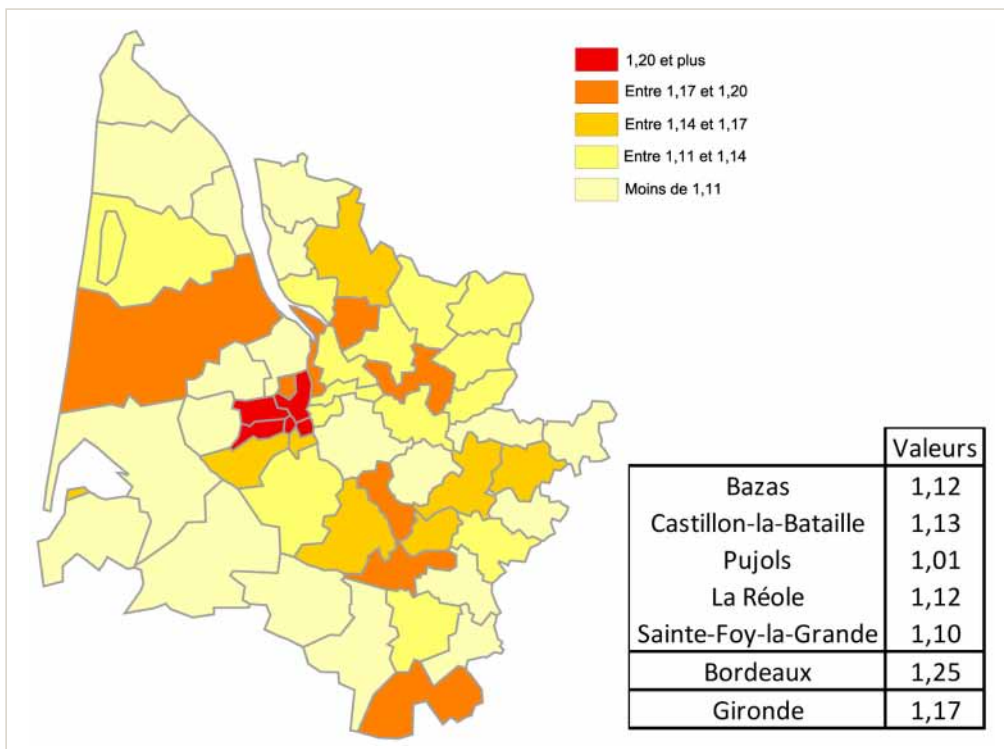 1,20 et plus
Entre 1,17 et 1,20
Entre 1,14 et 1,17
Entre 1,11 et 1,14
Moins de 1,11
Valeurs
Bazas 1,12
Castillon-la-Bataille 1,13
Pujols 1,01
La Réole 1,12
Sainte-Foy-la-Grande 1,10
Bordeaux 1,25
Gironde 1,17